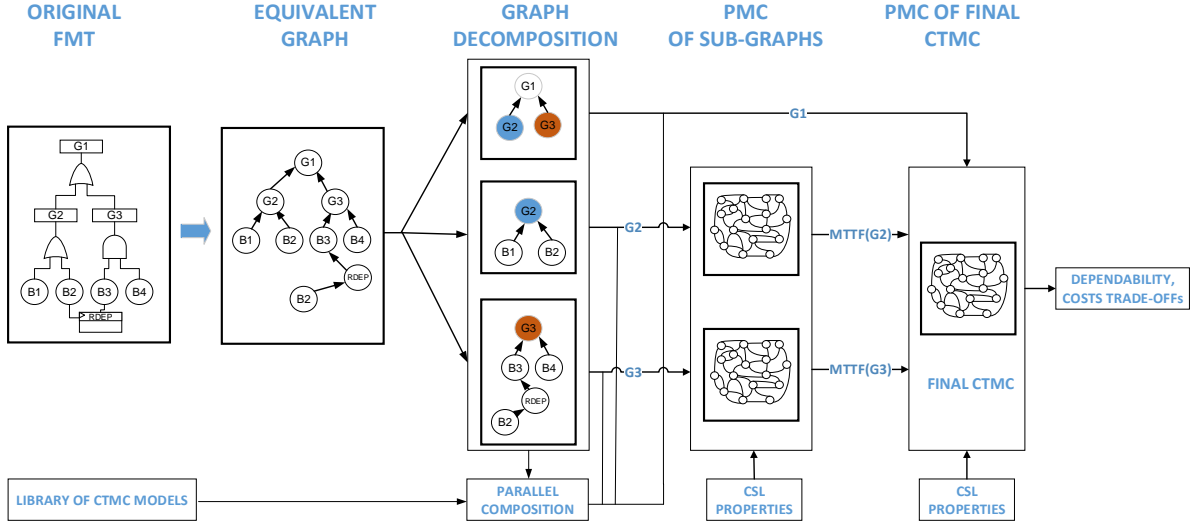 ORIGINAL
FMT
EQUIVALENT
GRAPH
GRAPH
DECOMPOSITION
PMC
OF SUB-GRAPHS
PMC OF FINAL
CTMC
G1
G2
G3
B1
B2
B3
B4
RDEP
G1
G2
G3
B1
B2
B3
B4
RDEP
B2
G1
G2
G3
G2
B1
B2
G3
B3
B4
RDEP
B2
G1
G2
G3
MTTF(G2)
MTTF(G3)
FINAL CTMC
DEPENDABILITY,
COSTS TRADE-OFFs
LIBRARY OF CTMC MODELS
PARALLEL
COMPOSITION
CSL
PROPERTIES
CSL
PROPERTIES